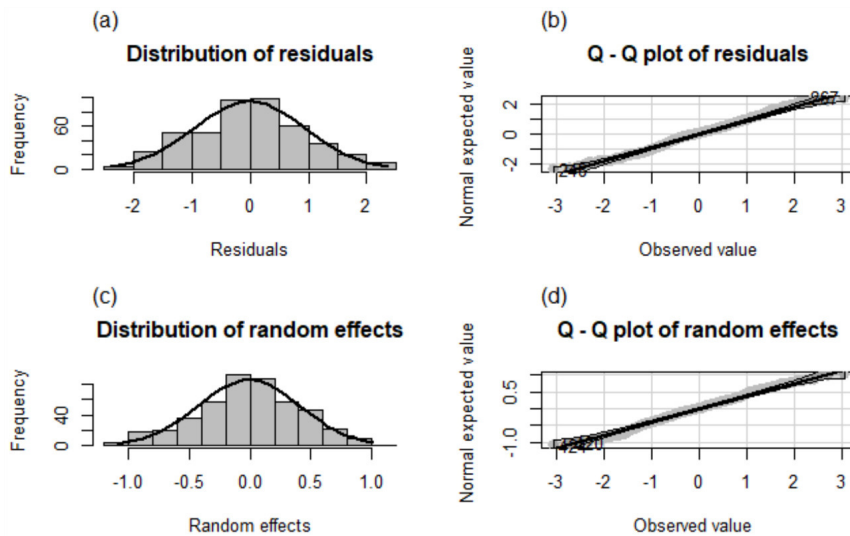 (a)
Distribution of residuals
Frequency
0 60
-2 -1 0 1 2
Residuals
(b)
Q - Q plot of residuals
Normal expected value
-2 0 2
267
246
-3 -2 -1 0 1 2 3
Observed value
(c)
Distribution of random effects
Frequency
0 40
-1.0 -0.5 0.0 0.5 1.0
Random effects
(d)
Q - Q plot of random effects
Normal expected value
-1.0 0.5
-3 -2 -1 0 1 2 3
Observed value